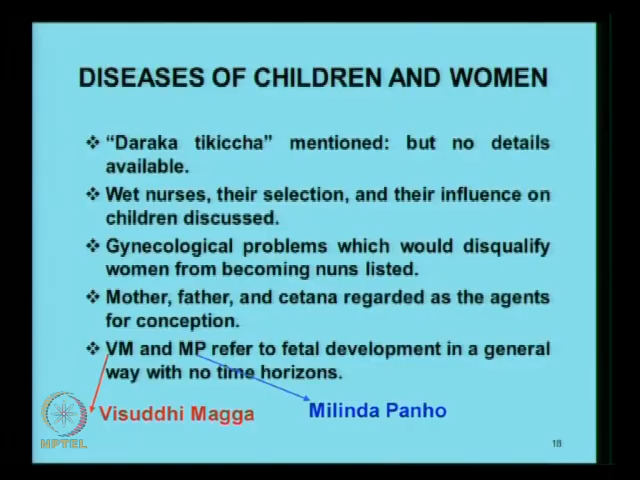 DISEASES OF CHILDREN AND WOMEN
❖ “Daraka tikiccha” mentioned: but no details
available.
❖ Wet nurses, their selection, and their influence on
children discussed.
❖ Gynecological problems which would disqualify
women from becoming nuns listed.
❖ Mother, father, and cetana regarded as the agents
for conception.
❖ VM and MP refer to fetal development in a general
way with no time horizons.
Visuddhi Magga
Milinda Panho
NPTEL
18